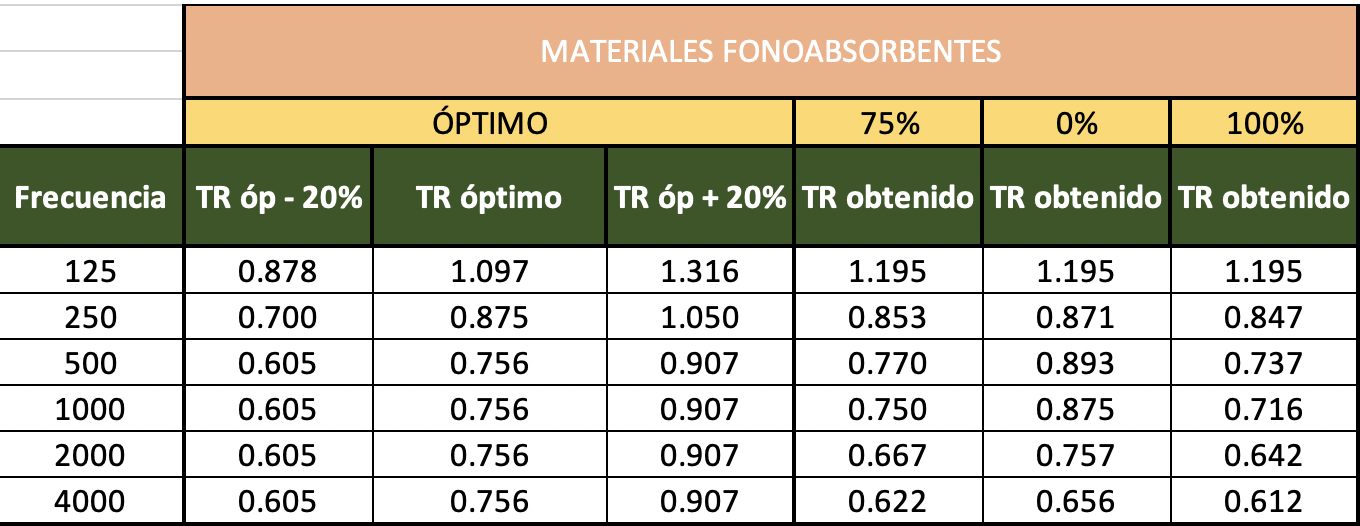 MATERIALES FONOABSORBENTES
ÓPTIMO 75% 0% 100%
Frecuencia TR óp - 20% TR óptimo TR óp + 20% TR obtenido TR obtenido TR obtenido
125 0.878 1.097 1.316 1.195 1.195 1.195
250 0.700 0.875 1.050 0.853 0.871 0.847
500 0.605 0.756 0.907 0.770 0.893 0.737
1000 0.605 0.756 0.907 0.750 0.875 0.716
2000 0.605 0.756 0.907 0.667 0.757 0.642
4000 0.605 0.756 0.907 0.622 0.656 0.612